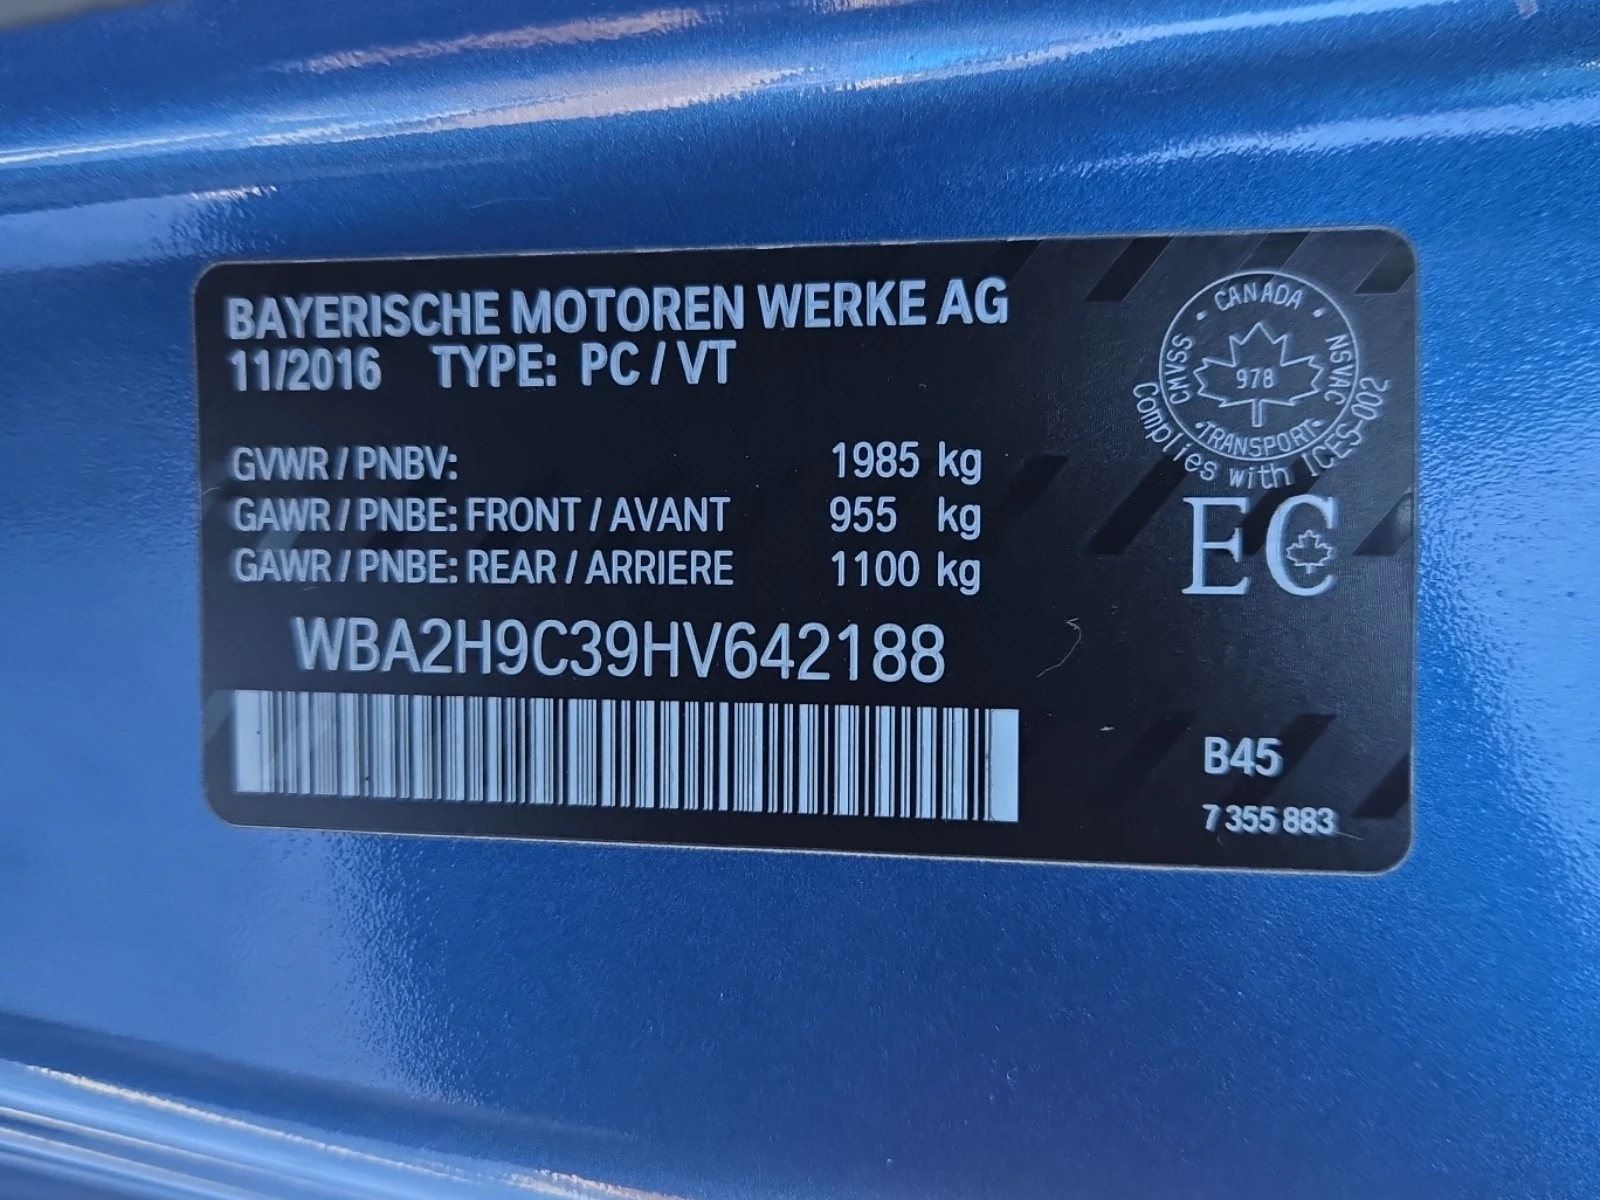 BAYERISCHE MOTOREN WERKE AG
11/2016 TYPE: PC / VT
GVWR / PNBV: 1985 kg
GAWR / PNBE: FRONT / AVANT 955 kg
GAWR / PNBE: REAR / ARRIERE 1100 kg
WBA2H9C39HV642188
CANADA
CMVSS
NSVAC
978
TRANSPORT
Complies with ICES-002
EC
B45
7 355 883